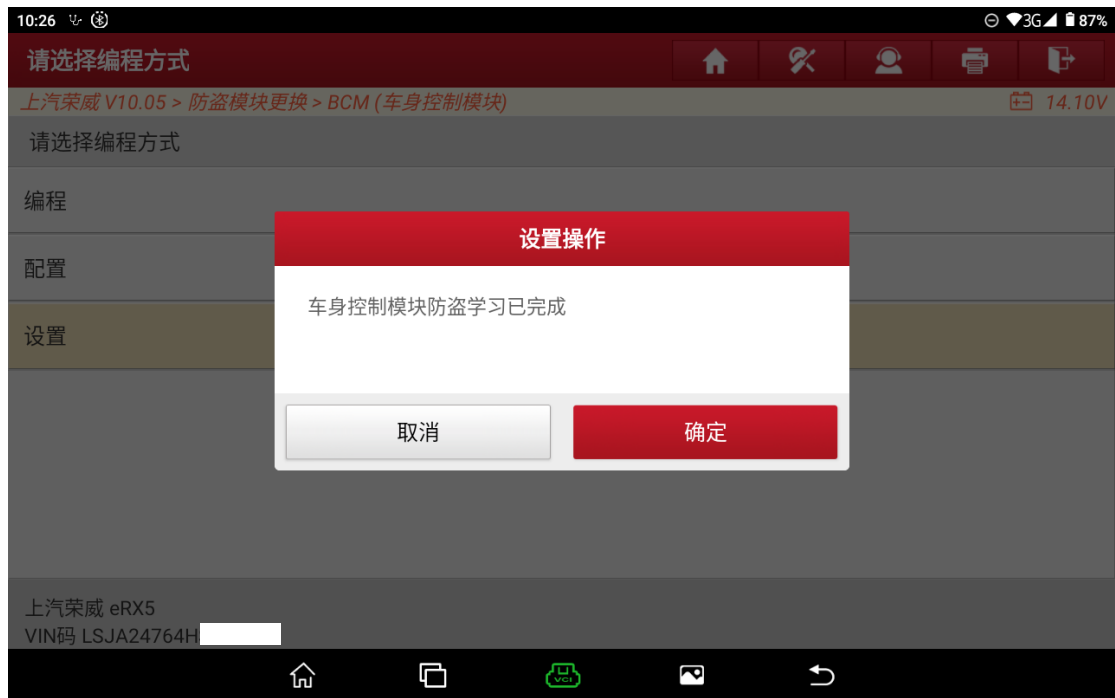 10:26
3G 87%
请选择编程方式
上汽荣威 V10.05 > 防盗模块更换 > BCM (车身控制模块)
14.10V
请选择编程方式
编程
配置
设置
设置操作
车身控制模块防盗学习已完成
取消
确定
上汽荣威 eRX5
VIN码 LSJA24764H
VCI